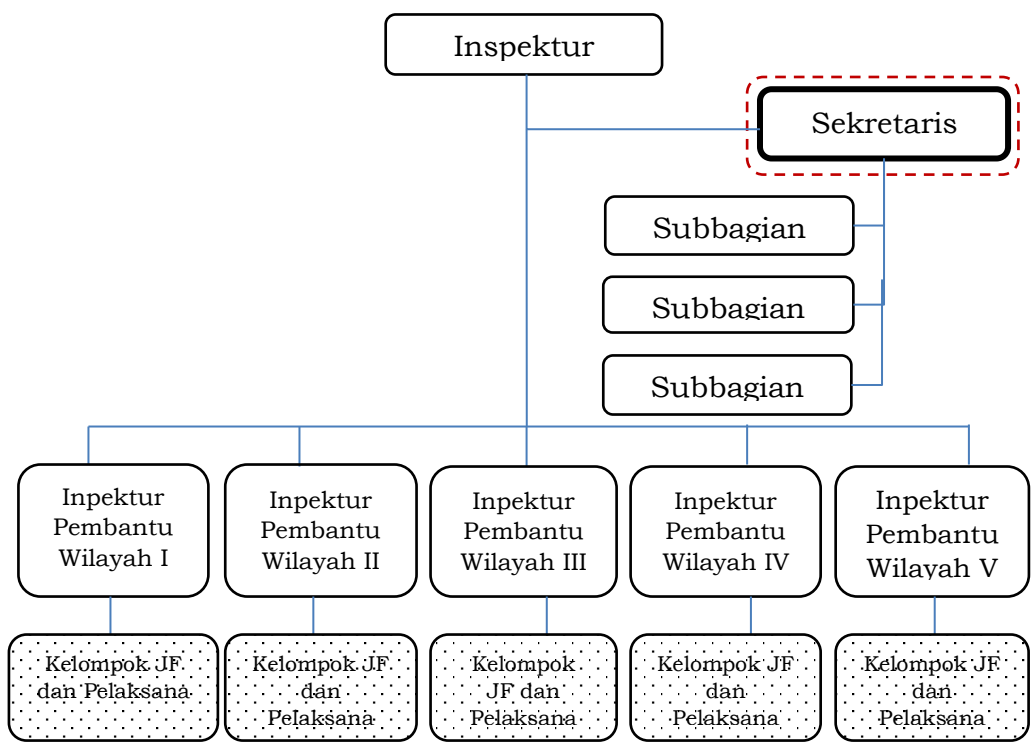 Inspektur
Sekretaris
Subbagian
Subbagian
Subbagian
Inpektur
Pembantu
Wilayah I
Inpektur
Pembantu
Wilayah II
Inpektur
Pembantu
Wilayah III
Inpektur
Pembantu
Wilayah IV
Inpektur
Pembantu
Wilayah V
Kelompok JF
dan Pelaksana
Kelompok JF
dan
Pelaksana
Kelompok
JF dan
Pelaksana
Kelompok JF
dan
Pelaksana
Kelompok JF
dan
Pelaksana